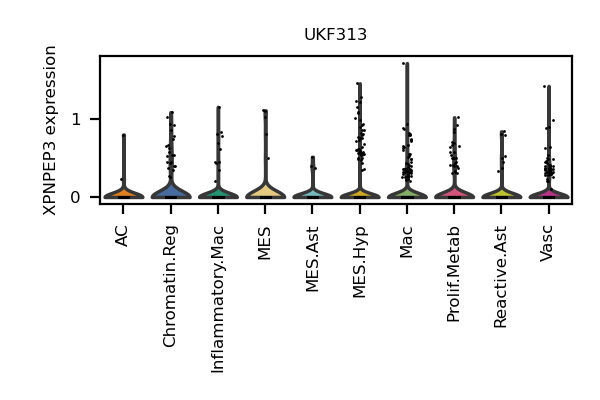 UKF313
XPNPEP3 expression
1
0
AC
Chromatin.Reg
Inflammatory.Mac
MES
MES.Ast
MES.Hyp
Mac
Prolif.Metab
Reactive.Ast
Vasc